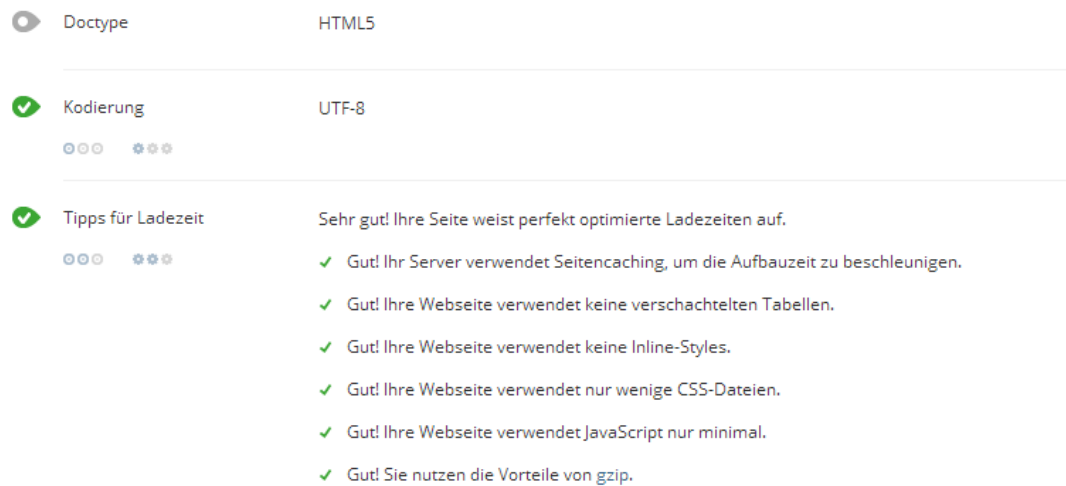 Doctype HTML5
Kodierung UTF-8
Tipps für Ladezeit Sehr gut! Ihre Seite weist perfekt optimierte Ladezeiten auf.
Gut! Ihr Server verwendet Seitencaching, um die Aufbauzeit zu beschleunigen.
Gut! Ihre Webseite verwendet keine verschachtelten Tabellen.
Gut! Ihre Webseite verwendet keine Inline-Styles.
Gut! Ihre Webseite verwendet nur wenige CSS-Dateien.
Gut! Ihre Webseite verwendet JavaScript nur minimal.
Gut! Sie nutzen die Vorteile von gzip.